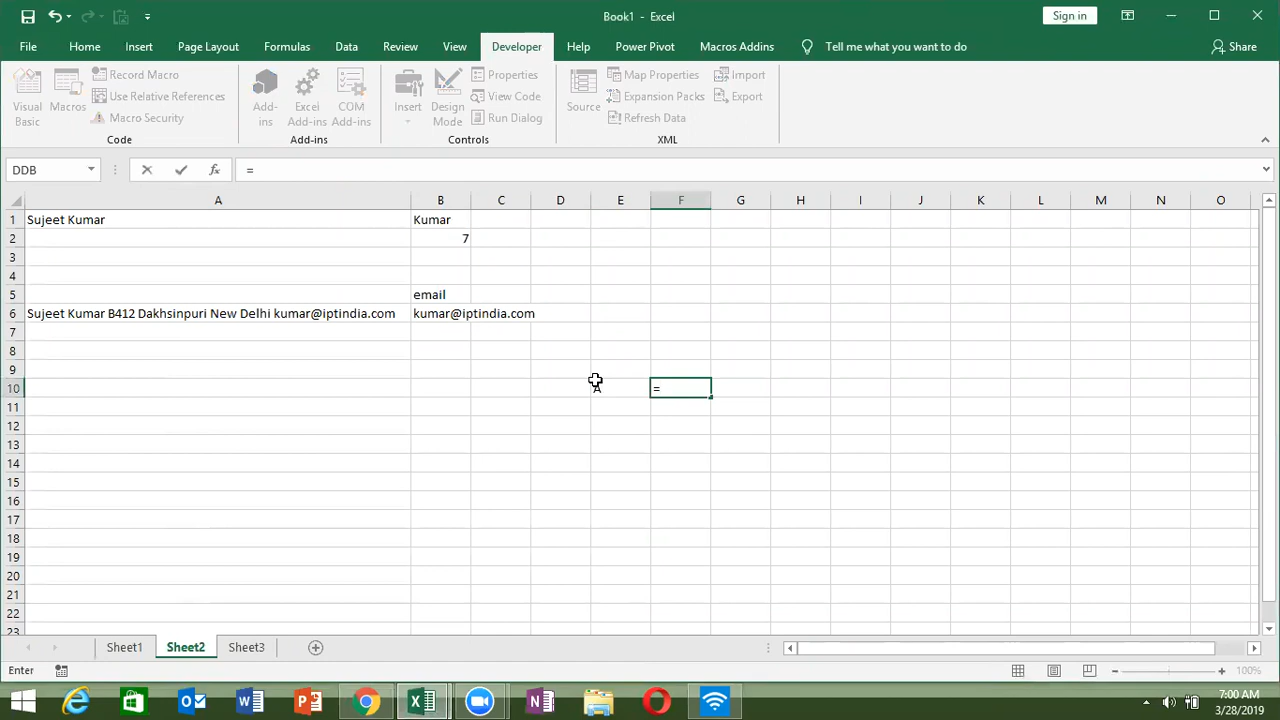 Book1 - Excel
Sign in
File Home Insert Page Layout Formulas Data Review View Developer Help Power Pivot Macros Addins Tell me what you want to do Share
Visual Basic
Macros
Record Macro
Use Relative References
Macro Security
Code
Add-ins
Excel Add-ins
COM Add-ins
Add-ins
Insert
Design Mode
Properties
View Code
Run Dialog
Controls
Source
Map Properties
Expansion Packs
Refresh Data
Import
Export
XML
DDB fx =
A B C D E F G H I J K L M N O
1 Sujeet Kumar Kumar
2 7
3
4
5 email
6 Sujeet Kumar B412 Dakhsinpuri New Delhi kumar@iptindia.com kumar@iptindia.com
7
8
9
10 A =
11
12
13
14
15
16
17
18
19
20
21
22
23
Sheet1 Sheet2 Sheet3
Enter 100%
7:00 AM
3/28/2019